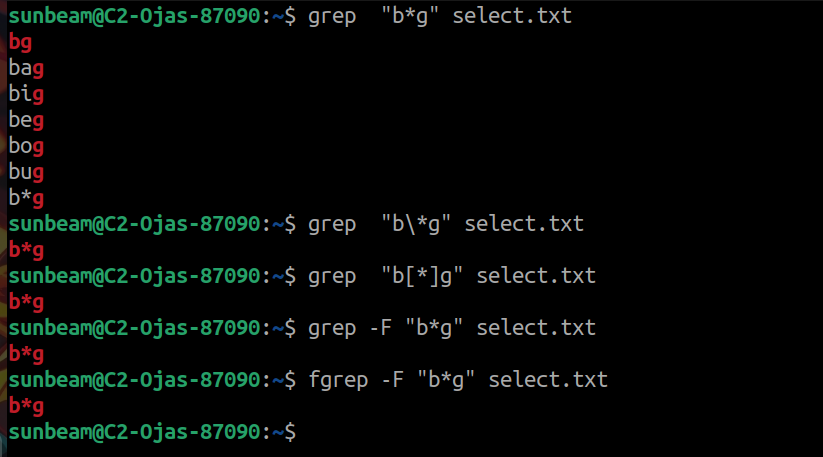 sunbeam@C2-Ojas-87090:~$ grep  "b*g" select.txt
bg
bag
big
beg
bog
bug
b*g
sunbeam@C2-Ojas-87090:~$ grep  "b\*g" select.txt
b*g
sunbeam@C2-Ojas-87090:~$ grep  "b[*]g" select.txt
b*g
sunbeam@C2-Ojas-87090:~$ grep -F "b*g" select.txt
b*g
sunbeam@C2-Ojas-87090:~$ fgrep -F "b*g" select.txt
b*g
sunbeam@C2-Ojas-87090:~$